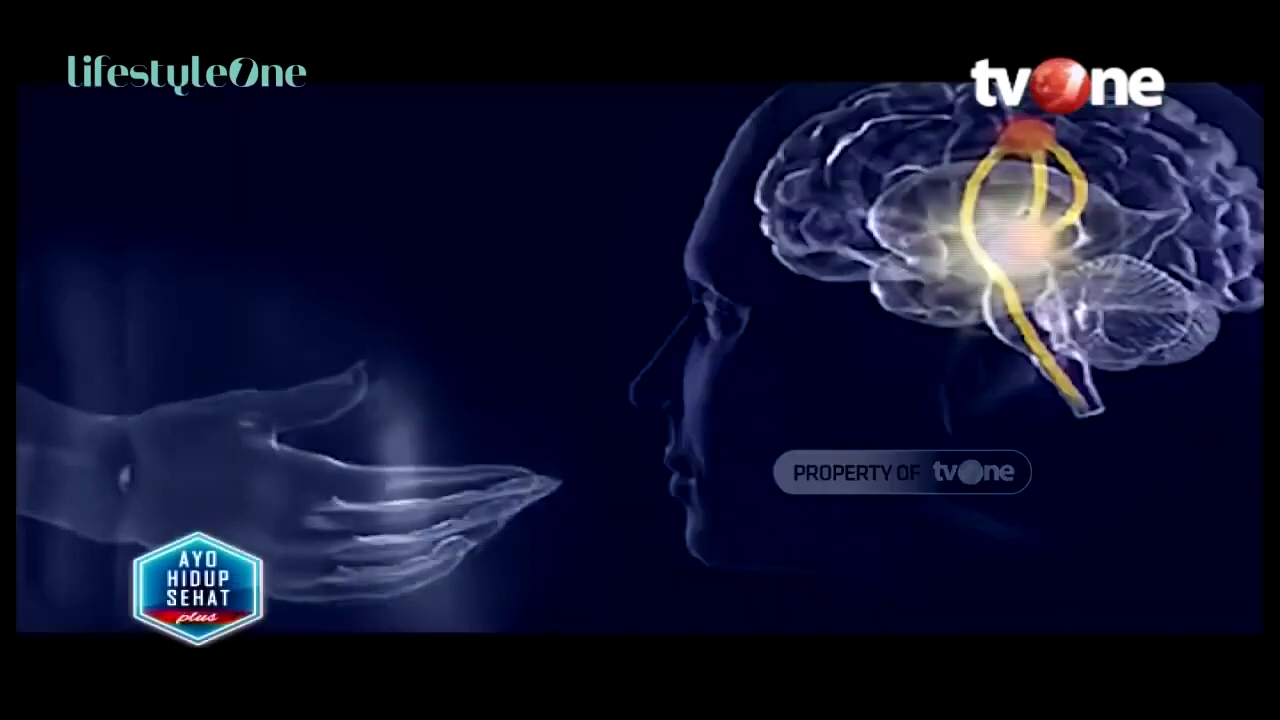 lifestyleOne
tvOne
PROPERTY OF tvOne
AYO
HIDUP
SEHAT
plus